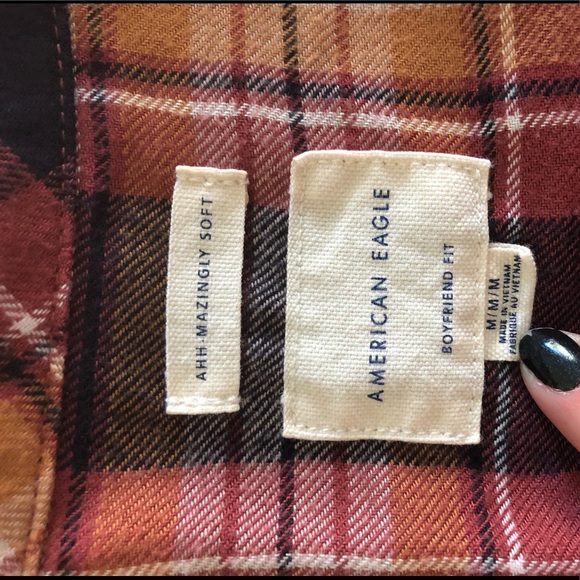 AHH-MAZINGLY SOFT
AMERICAN EAGLE
BOYFRIEND FIT
M/M/M
MADE IN VIETNAM
FABRIQUÉ AU VIETNAM